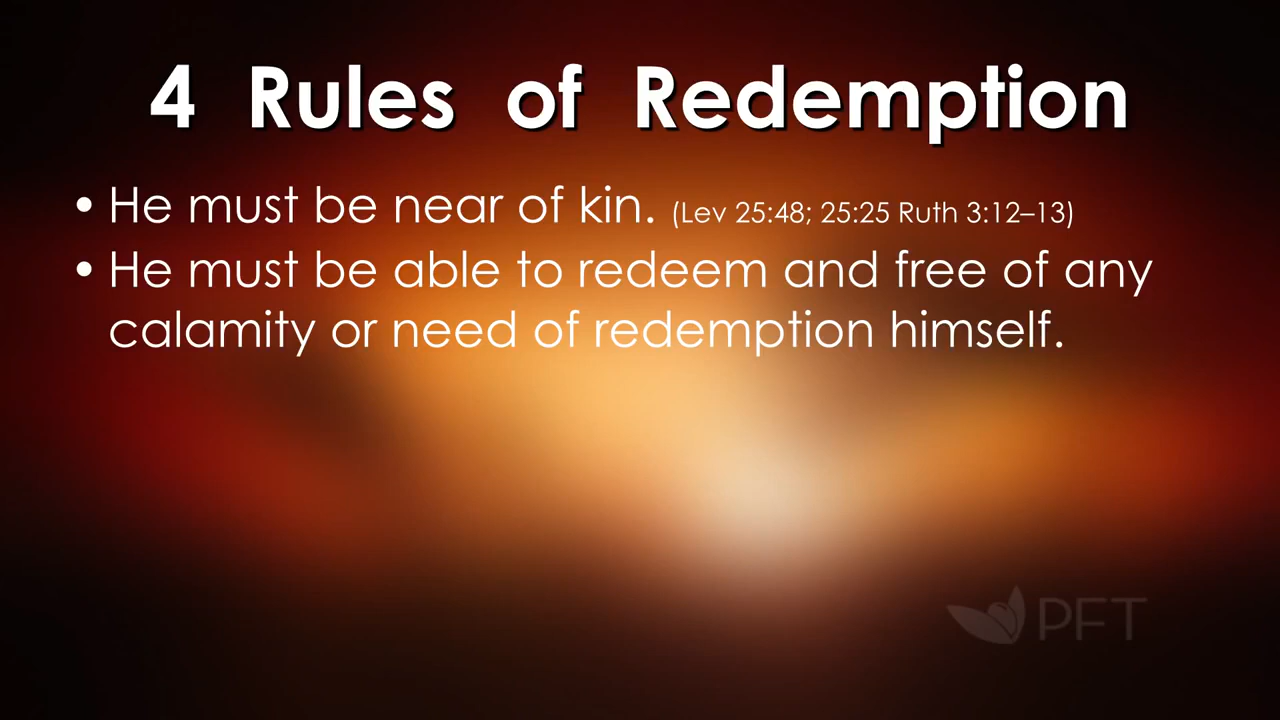 4 Rules of Redemption
• He must be near of kin. (Lev 25:48; 25:25 Ruth 3:12–13)
• He must be able to redeem and free of any
calamity or need of redemption himself.
PFT